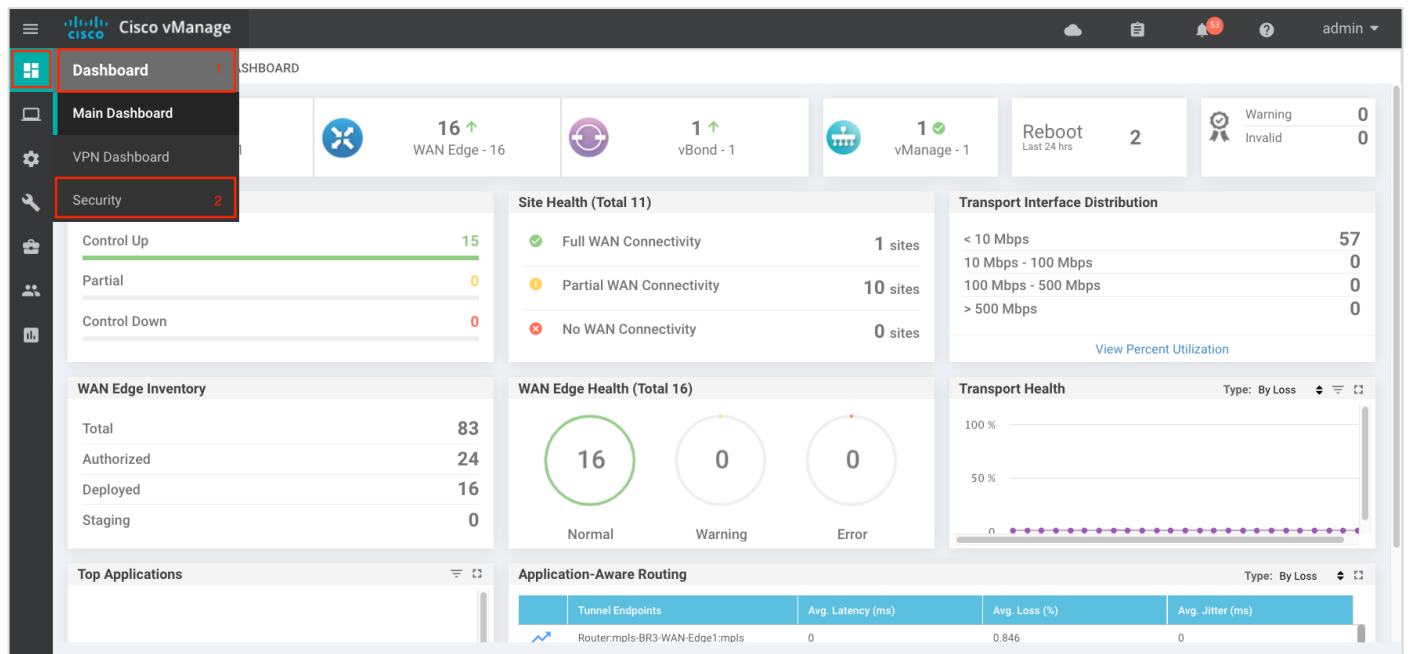 cisco Cisco vManage
53
admin
Dashboard 1
ASHBOARD
Main Dashboard
VPN Dashboard
Security 2
1
16
WAN Edge - 16
1
vBond - 1
1
vManage - 1
Reboot
Last 24 hrs
2
Warning 0
Invalid 0
Control Up 15
Partial 0
Control Down 0
Site Health (Total 11)
Full WAN Connectivity 1 sites
Partial WAN Connectivity 10 sites
No WAN Connectivity 0 sites
Transport Interface Distribution
< 10 Mbps 57
10 Mbps - 100 Mbps 0
100 Mbps - 500 Mbps 0
> 500 Mbps 0
View Percent Utilization
WAN Edge Inventory
Total 83
Authorized 24
Deployed 16
Staging 0
WAN Edge Health (Total 16)
16 0 0
Normal Warning Error
Transport Health Type: By Loss
100 %
50 %
0
Top Applications
Application-Aware Routing Type: By Loss
Tunnel Endpoints Avg. Latency (ms) Avg. Loss (%) Avg. Jitter (ms)
Router:mpls-BR3-WAN-Edge1:mpls 0 0.846 0